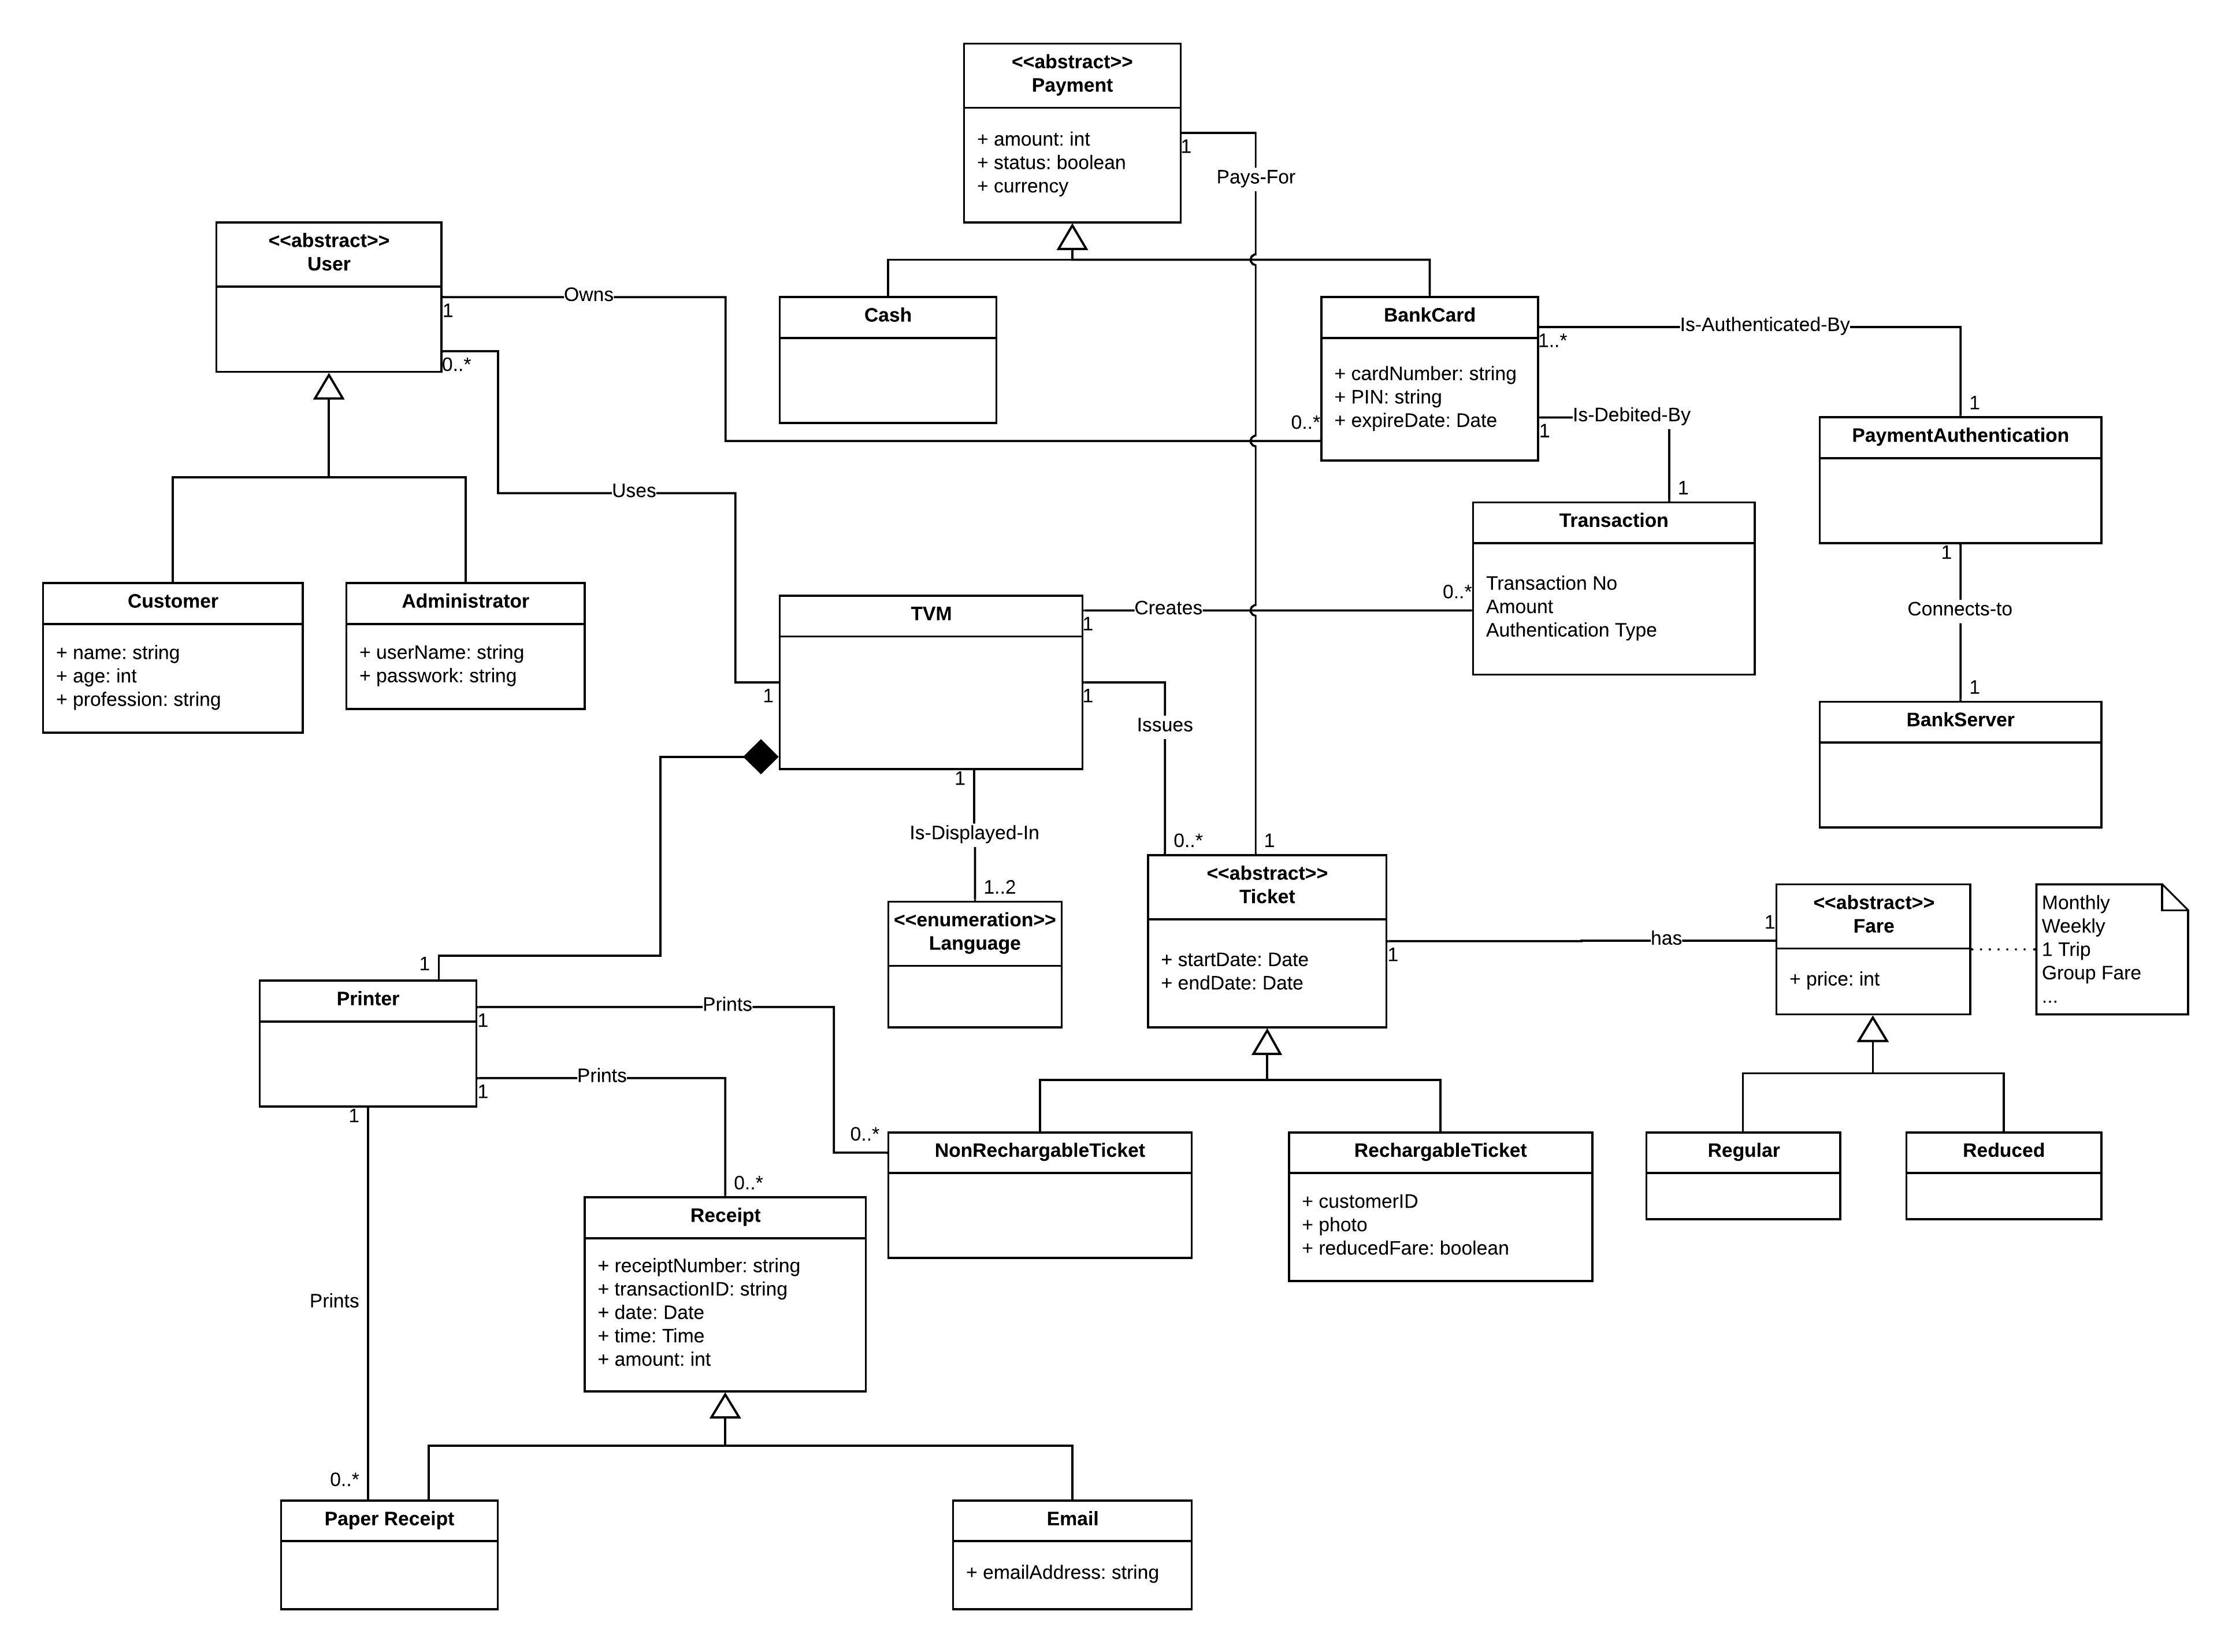 <<abstract>>
Payment
+ amount: int
+ status: boolean
+ currency
1
Pays-For
<<abstract>>
User
1
Owns
0..*
Cash
BankCard
+ cardNumber: string
+ PIN: string
+ expireDate: Date
0..*
1..*
Is-Authenticated-By
1
Is-Debited-By
1
1
PaymentAuthentication
1
Connects-to
1
BankServer
Uses
1
Transaction
Transaction No
Amount
Authentication Type
Customer
+ name: string
+ age: int
+ profession: string
Administrator
+ userName: string
+ passwork: string
TVM
1
Creates
0..*
1
Issues
0..*
1
1
Is-Displayed-In
1..2
<<enumeration>>
Language
<<abstract>>
Ticket
+ startDate: Date
+ endDate: Date
1
has
1
<<abstract>>
Fare
+ price: int
Monthly
Weekly
1 Trip
Group Fare
...
1
Printer
1
Prints
0..*
1
Prints
0..*
1
Prints
0..*
NonRechargableTicket
RechargableTicket
+ customerID
+ photo
+ reducedFare: boolean
Regular
Reduced
Receipt
+ receiptNumber: string
+ transactionID: string
+ date: Date
+ time: Time
+ amount: int
Paper Receipt
Email
+ emailAddress: string